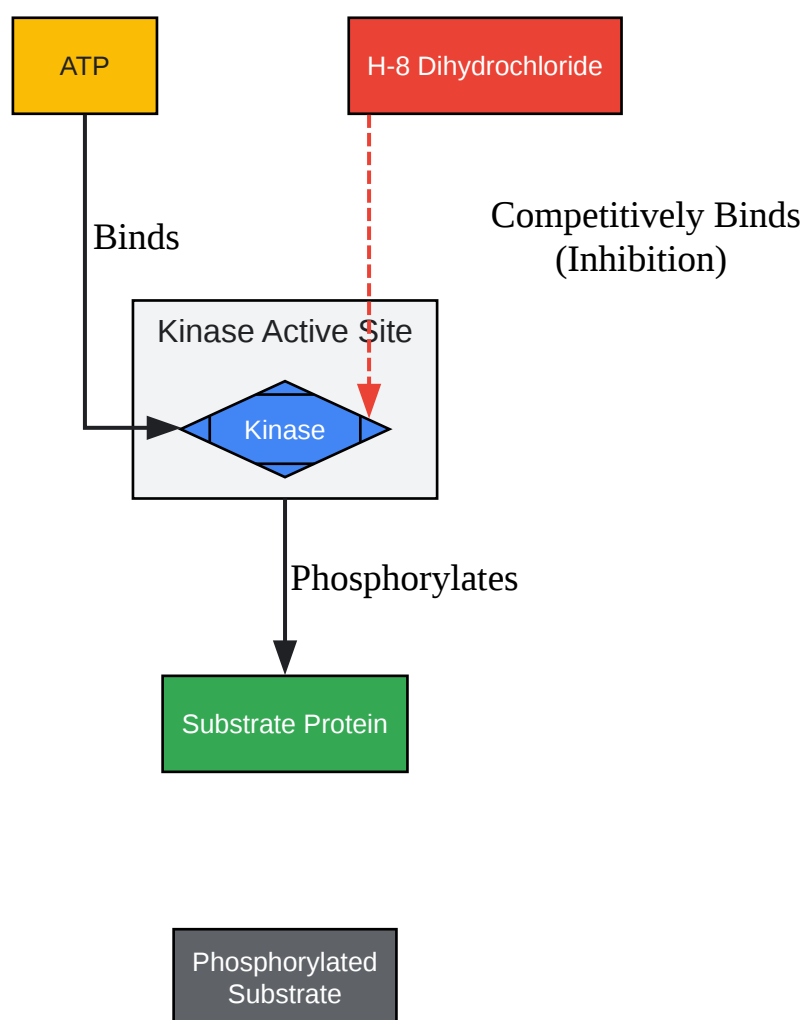 ATP
H-8 Dihydrochloride
Binds
Competitively Binds
(Inhibition)
Kinase Active Site
Kinase
Phosphorylates
Substrate Protein
Phosphorylated
Substrate